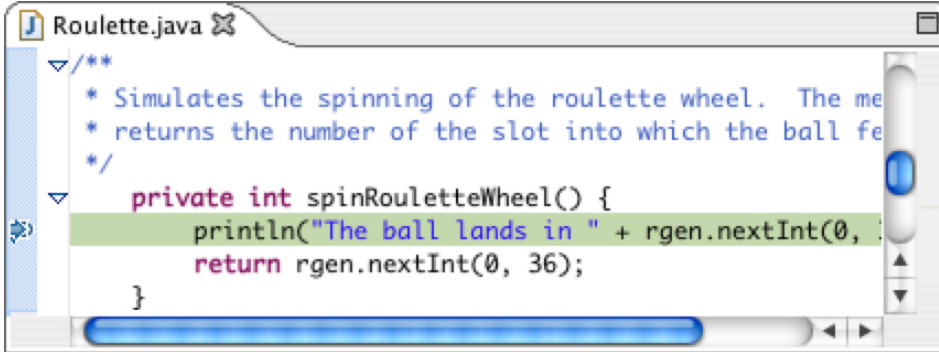 Roulette.java
/**
* Simulates the spinning of the roulette wheel. The me
* returns the number of the slot into which the ball fe
*/
private int spinRouletteWheel() {
println("The ball lands in " + rgen.nextInt(0,
return rgen.nextInt(0, 36);
}